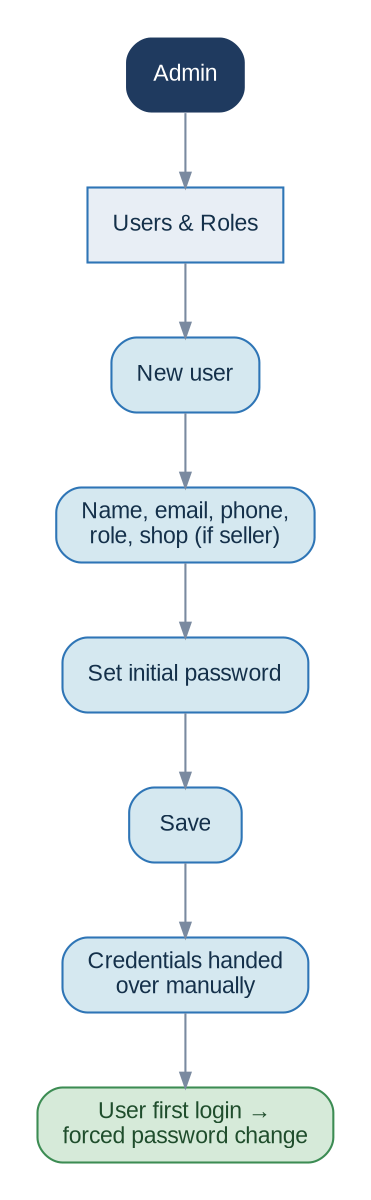 Admin
Users & Roles
New user
Name, email, phone,
role, shop (if seller)
Set initial password
Save
Credentials handed
over manually
User first login →
forced password change